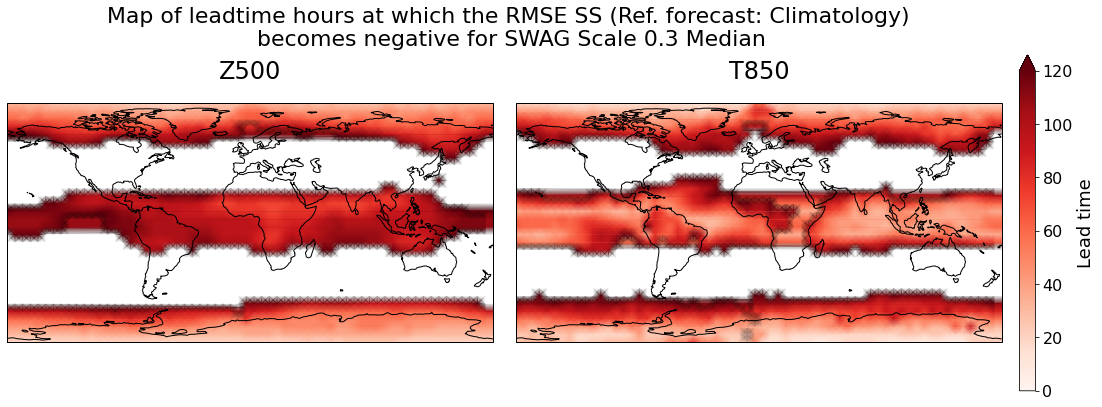 Map of leadtime hours at which the RMSE SS (Ref. forecast: Climatology)
becomes negative for SWAG Scale 0.3 Median
Z500
T850
120
100
80
60
40
20
0
Lead time